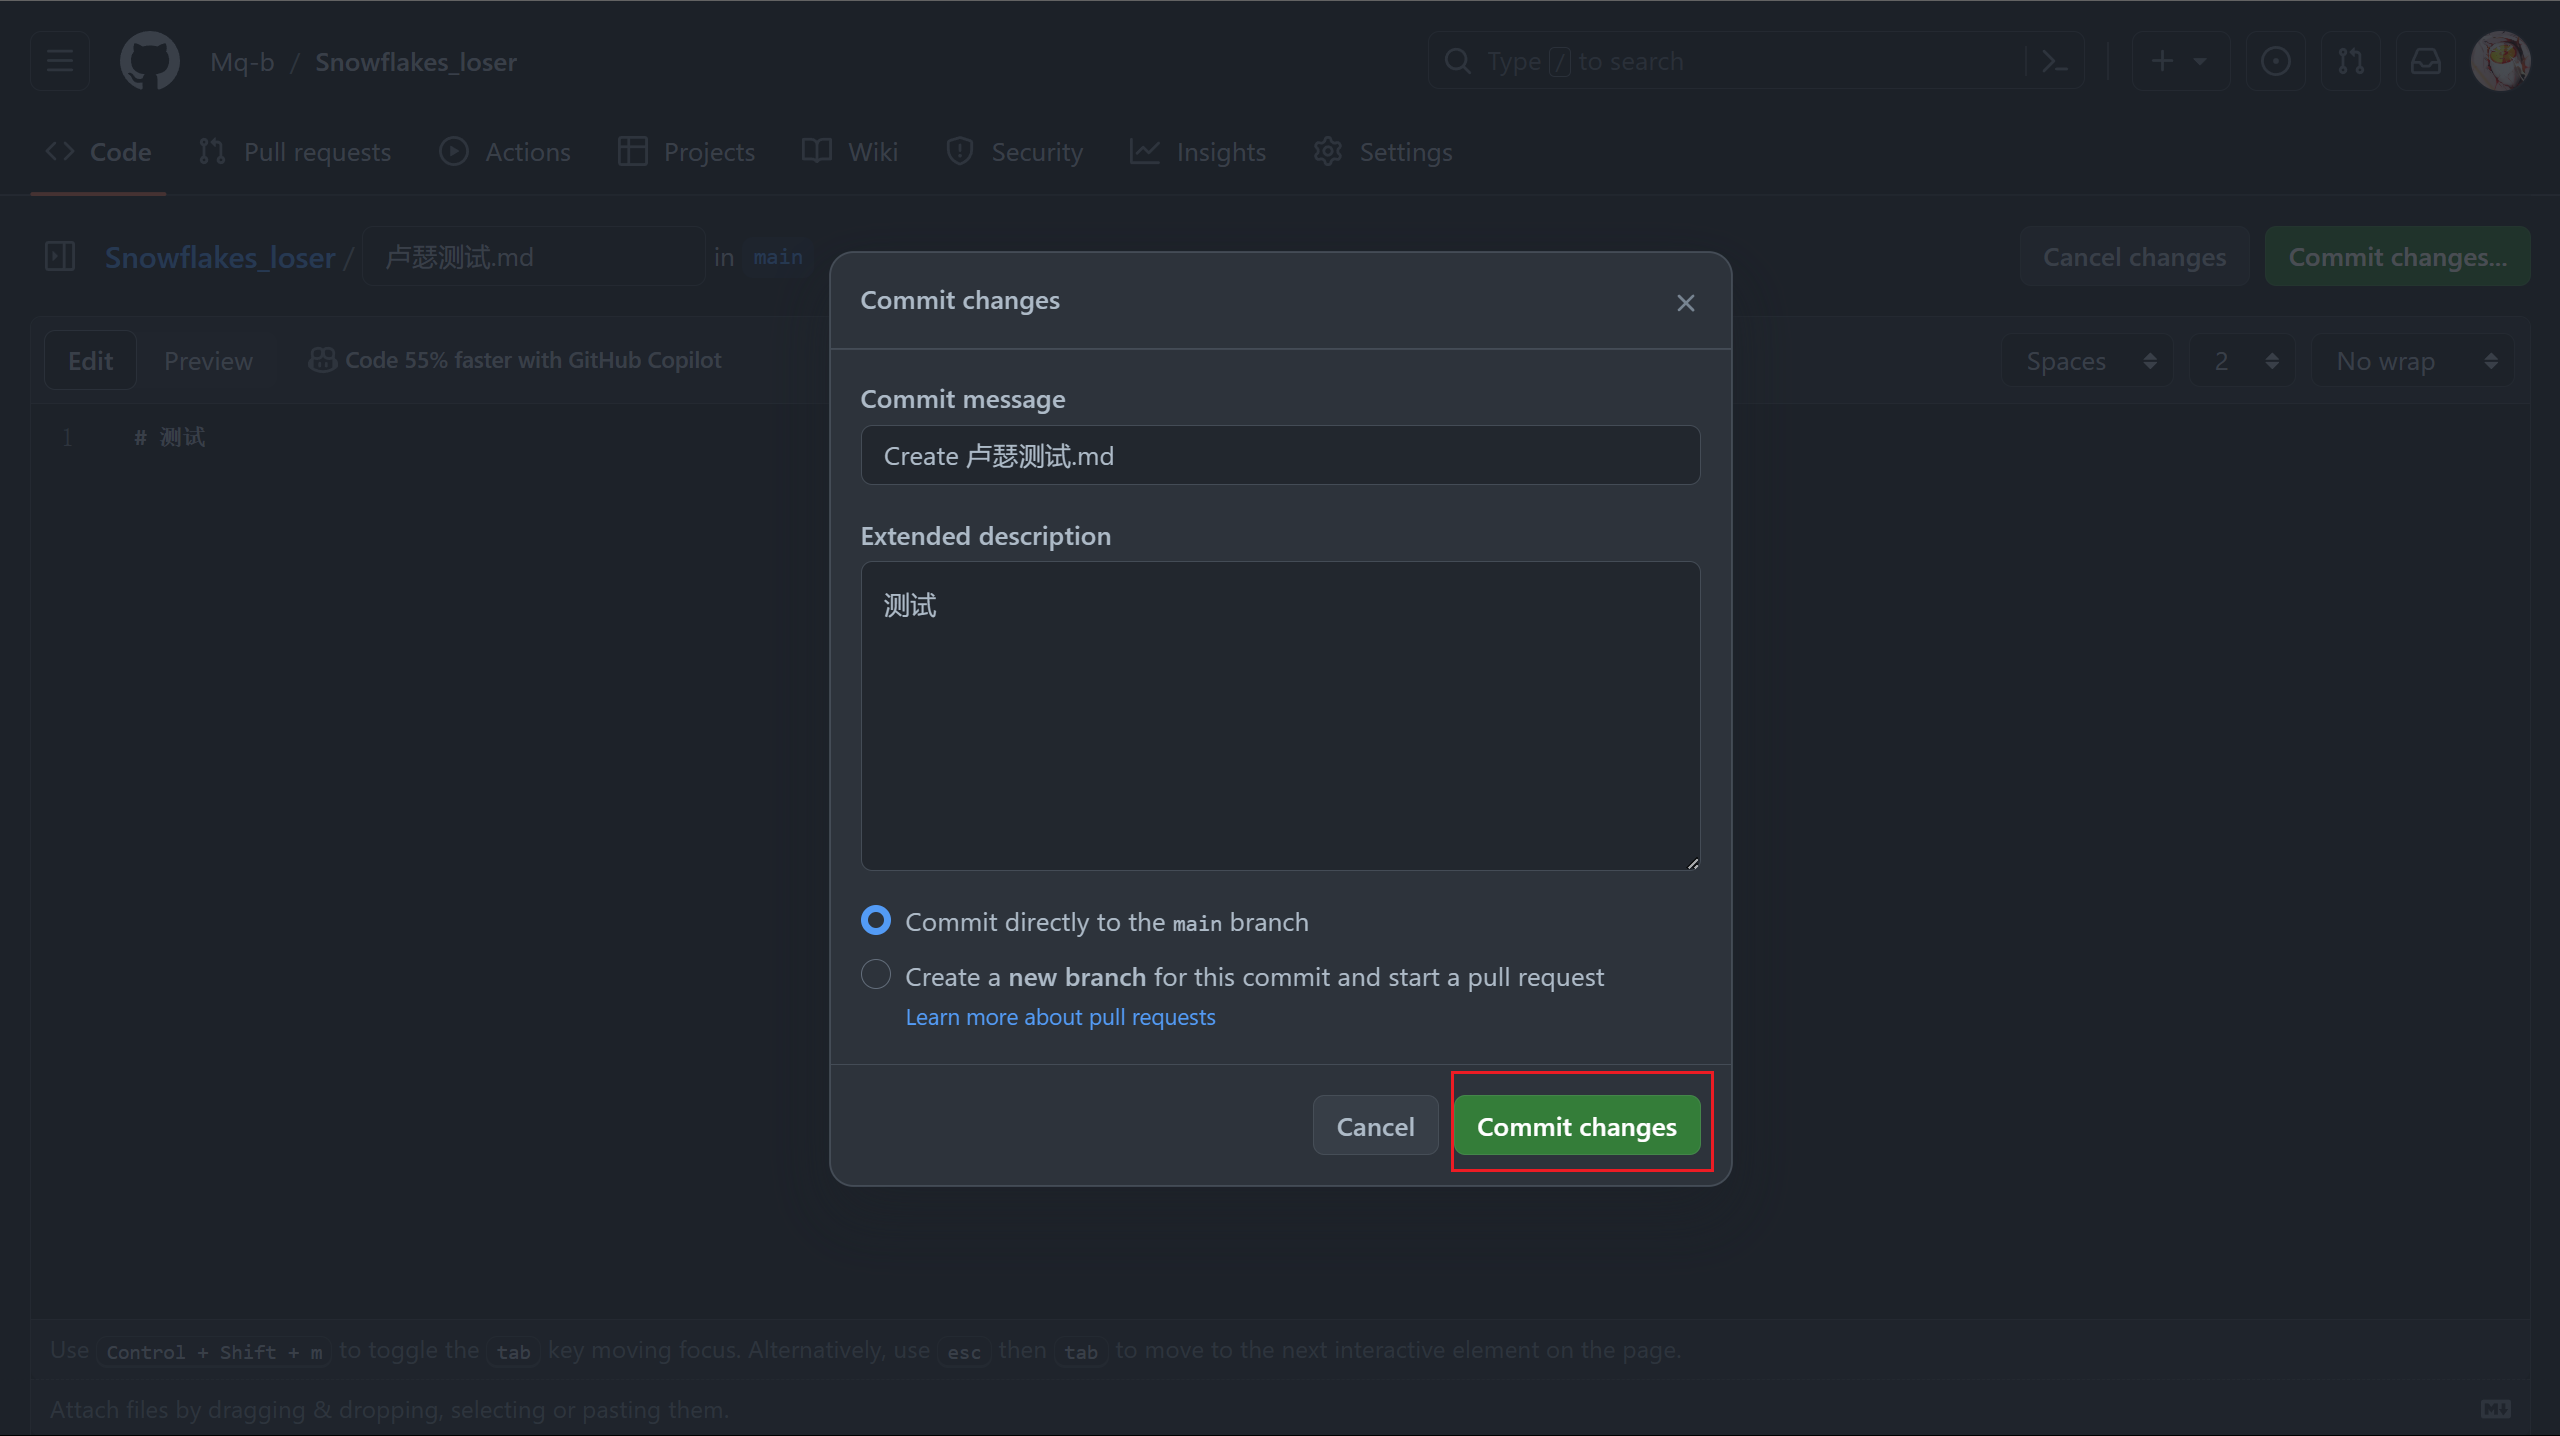 Mq-b / Snowflakes_loser
Type / to search
Code Pull requests Actions Projects Wiki Security Insights Settings
Snowflakes_loser / 卢瑟测试.md in main
Cancel changes Commit changes...
Edit Preview Code 55% faster with GitHub Copilot
Spaces 2 No wrap
1 # 测试
Commit changes
Commit message
Create 卢瑟测试.md
Extended description
测试
Commit directly to the main branch
Create a new branch for this commit and start a pull request
Learn more about pull requests
Cancel Commit changes
Use Control + Shift + m to toggle the tab key moving focus. Alternatively, use esc then tab to move to the next interactive element on the page.
Attach files by dragging & dropping, selecting or pasting them.